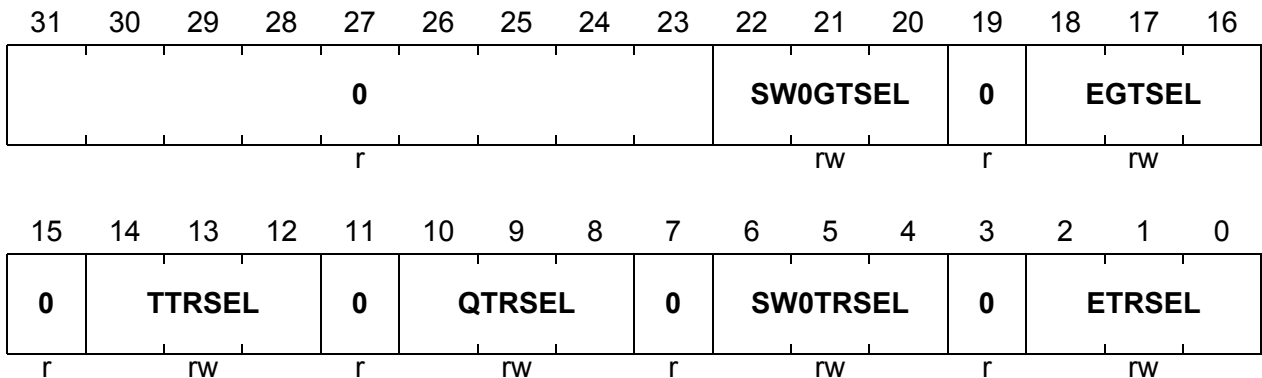 31 30 29 28 27 26 25 24 23 22 21 20 19 18 17 16
0 SW0GTSEL 0 EGTSEL
r rw r rw
15 14 13 12 11 10 9 8 7 6 5 4 3 2 1 0
0 TTRSEL 0 QTRSEL 0 SW0TRSEL 0 ETRSEL
r rw r rw r rw r rw